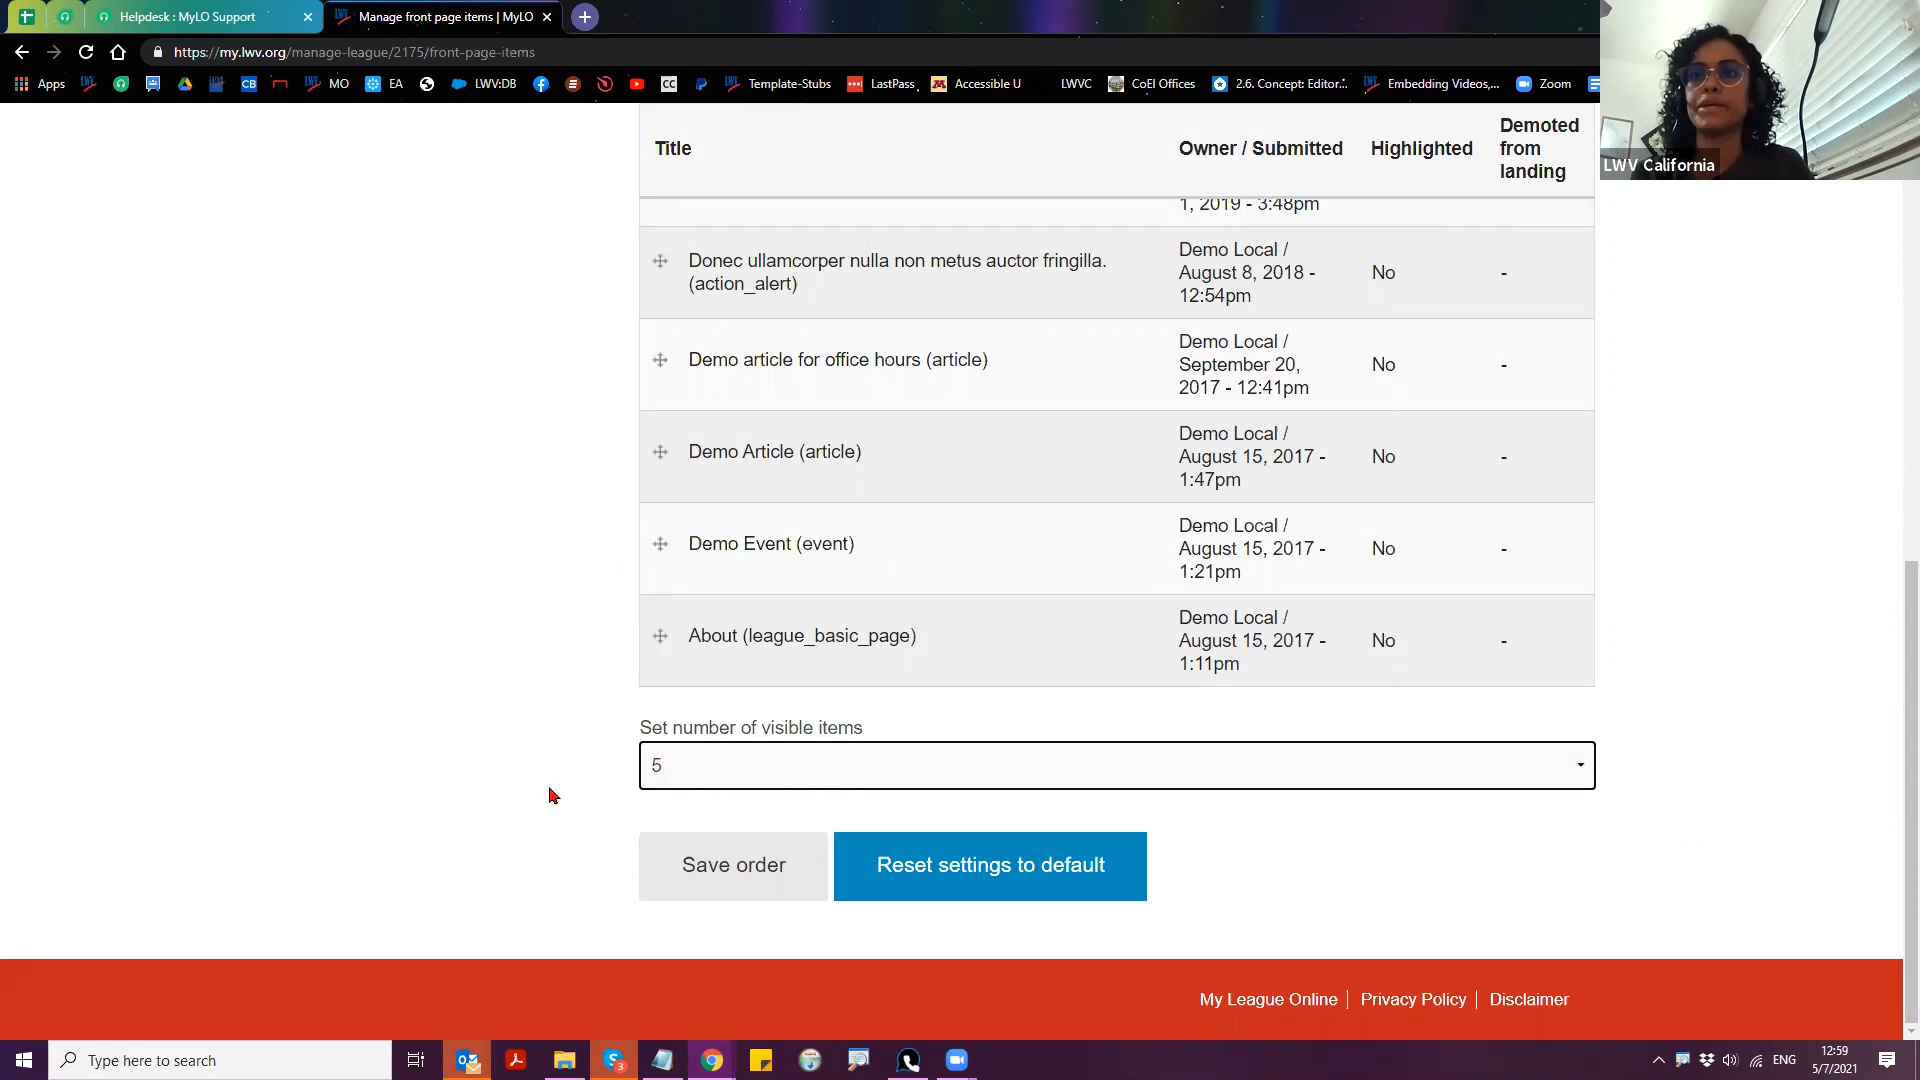 Helpdesk : MyLO Support
Manage front page items | MyLO
https://my.lwv.org/manage-league/2175/front-page-items
Apps
CB
MO
EA
LWV:DB
CC
Template-Stubs
LastPass
Accessible U
LWVC
CoEI Offices
2.6. Concept: Editor...
Embedding Videos,...
Zoom
LWV California
Title
Owner / Submitted
Highlighted
Demoted
from
landing
1, 2019 - 3:48pm
Donec ullamcorper nulla non metus auctor fringilla.
(action_alert)
Demo Local /
August 8, 2018 -
12:54pm
No
-
Demo article for office hours (article)
Demo Local /
September 20,
2017 - 12:41pm
No
-
Demo Article (article)
Demo Local /
August 15, 2017 -
1:47pm
No
-
Demo Event (event)
Demo Local /
August 15, 2017 -
1:21pm
No
-
About (league_basic_page)
Demo Local /
August 15, 2017 -
1:11pm
No
-
Set number of visible items
5
Save order
Reset settings to default
My League Online
Privacy Policy
Disclaimer
Type here to search
3
ENG
12:59
5/7/2021